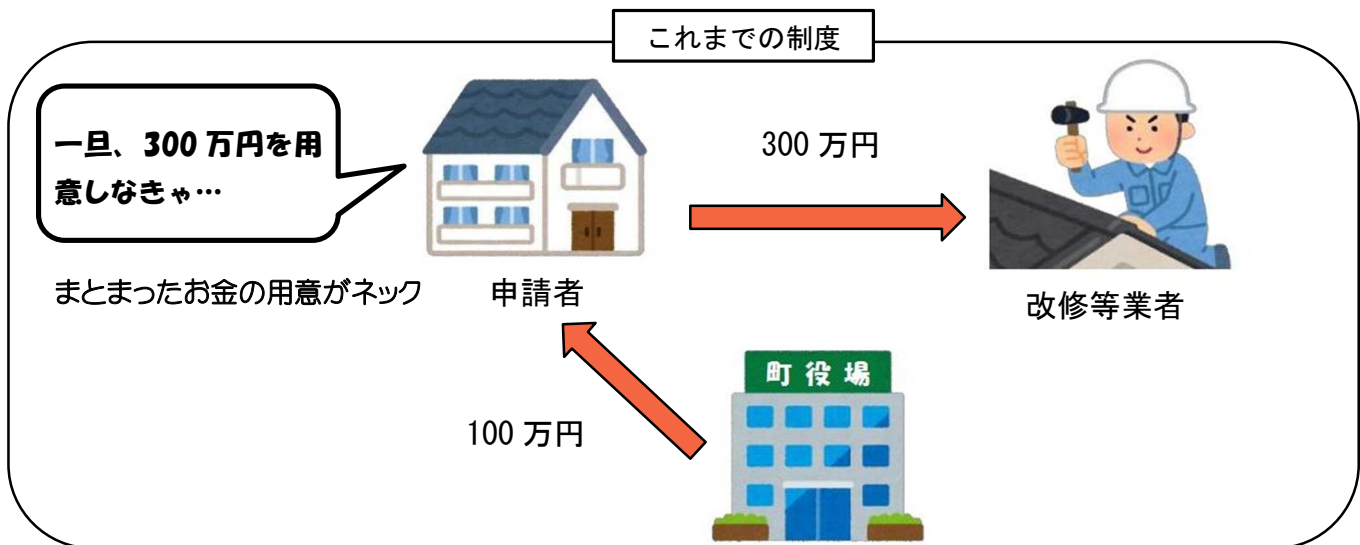 これまでの制度
一旦、300万円を用
意しなきゃ…
300万円
まとまったお金の用意がネック
申請者
改修等業者
町役場
100万円